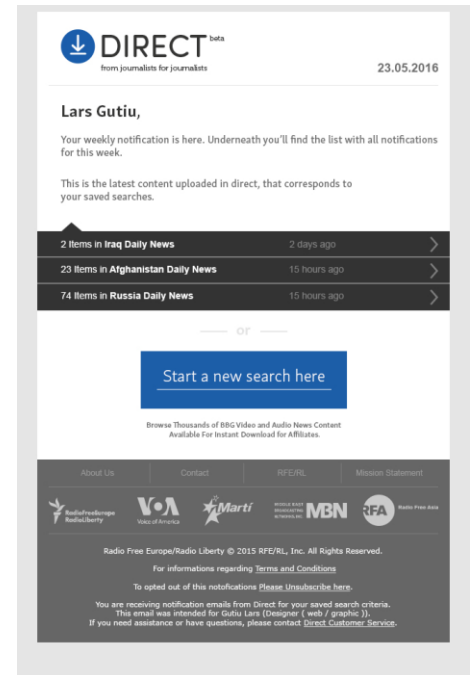 DIRECT beta
from journalists for journalists
23.05.2016
Lars Gutiu,
Your weekly notification is here. Underneath you'll find the list with all notifications
for this week.
This is the latest content uploaded in direct, that corresponds to
your saved searches.
2 Items in Iraq Daily News 2 days ago
23 Items in Afghanistan Daily News 15 hours ago
74 Items in Russia Daily News 15 hours ago
or
Start a new search here
Browse Thousands of BBG Video and Audio News Content
Available For Instant Download for Affiliates.
About Us Contact RFE/RL Mission Statement
RadioFreeEurope
RadioLiberty
VOA
Voice of America
Martí
MIDDLE EAST
BROADCASTING
NETWORKS, INC.
MBN
RFA Radio Free Asia
Radio Free Europe/Radio Liberty © 2015 RFE/RL, Inc. All Rights Reserved.
For informations regarding Terms and Conditions
To opted out of this notofications Please Unsubscribe here.
You are receiving notification emails from Direct for your saved search criteria.
This email was intended for Gutiu Lars (Designer ( web / graphic )).
If you need assistance or have questions, please contact Direct Customer Service.